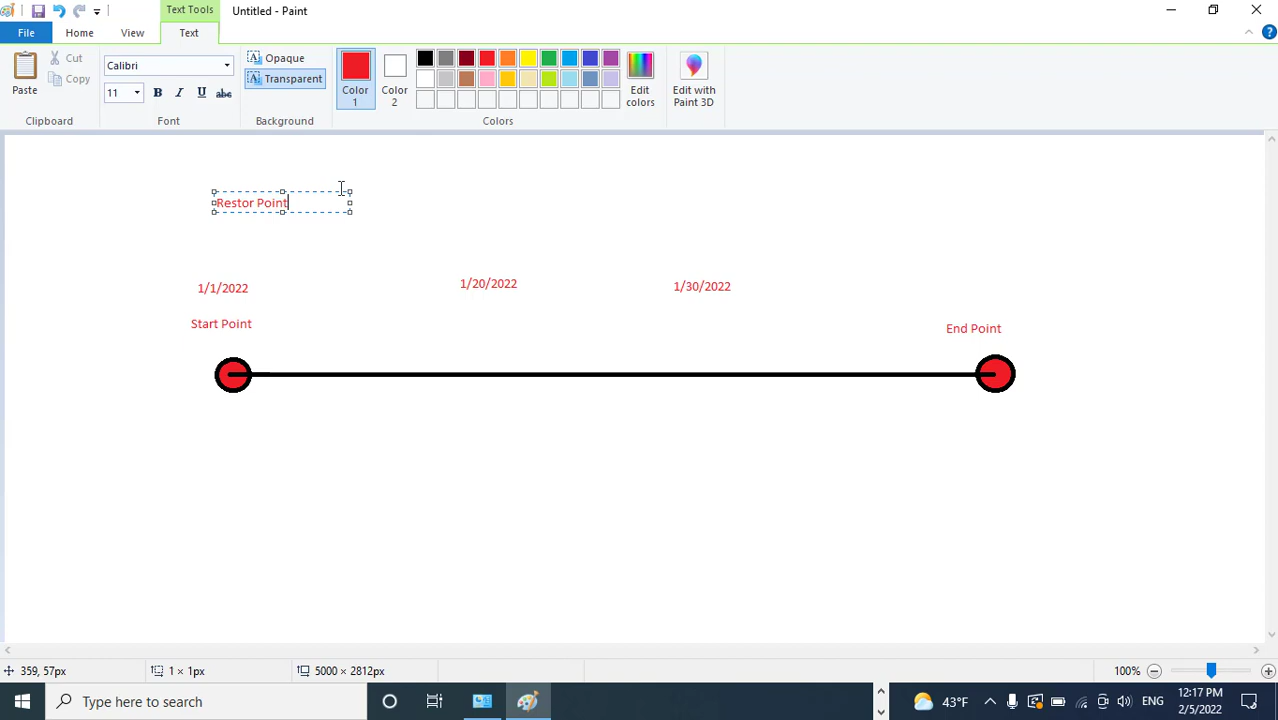 Text Tools
Untitled - Paint
File
Home
View
Text
Paste
Cut
Copy
Clipboard
Calibri
11
B I U abc
Font
Opaque
Transparent
Background
Color 1
Color 2
Edit colors
Colors
Edit with Paint 3D
Restor Point
1/1/2022
1/20/2022
1/30/2022
Start Point
End Point
359, 57px
1 × 1px
5000 × 2812px
100%
Type here to search
43°F
ENG
12:17 PM
2/5/2022